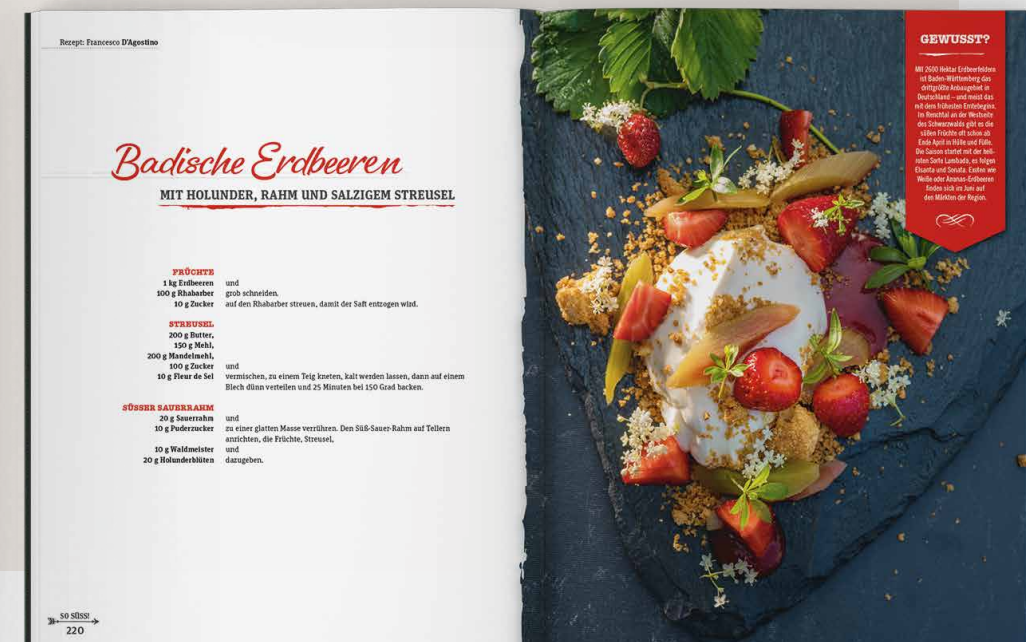 Rezept: Francesco D'Agostino
Badische Erdbeeren
MIT HOLUNDER, RAHM UND SALZIGEM STREUSEL
FRÜCHTE
1 kg Erdbeeren und
100 g Rhabarber grob schneiden.
10 g Zucker auf den Rhabarber streuen, damit der Saft entzogen wird.
STREUSEL
200 g Butter,
150 g Mehl,
200 g Mandelmehl,
100 g Zucker und
10 g Fleur de Sel vermischen, zu einem Teig kneten, kalt werden lassen, dann auf einem
Blech dünn verteilen und 25 Minuten bei 150 Grad backen.
SÜSSER SAUERRAHM
20 g Sauerrahm und
10 g Puderzucker zu einer glatten Masse verrühren. Den Süß-Sauer-Rahm auf Tellern
anrichten, die Früchte, Streusel,
10 g Waldmeister und
20 g Holunderblüten dazugeben.
SO SÜSS!
220
GEWUSST?
Mit 2600 Hektar Erdbeerfeldern
ist Baden-Württemberg das
drittgrößte Anbaugebiet in
Deutschland – und meist das
mit dem frühesten Erntebeginn.
Im Renchtal an der Westseite
des Schwarzwalds gibt es die
süßen Früchte oft schon ab
Ende April in Hülle und Fülle.
Die Saison startet mit der hell-
roten Sorte Lambada, es folgen
Elsanta und Sonata. Exoten wie
Weiße oder Ananas-Erdbeeren
finden sich im Juni auf
den Märkten der Region.